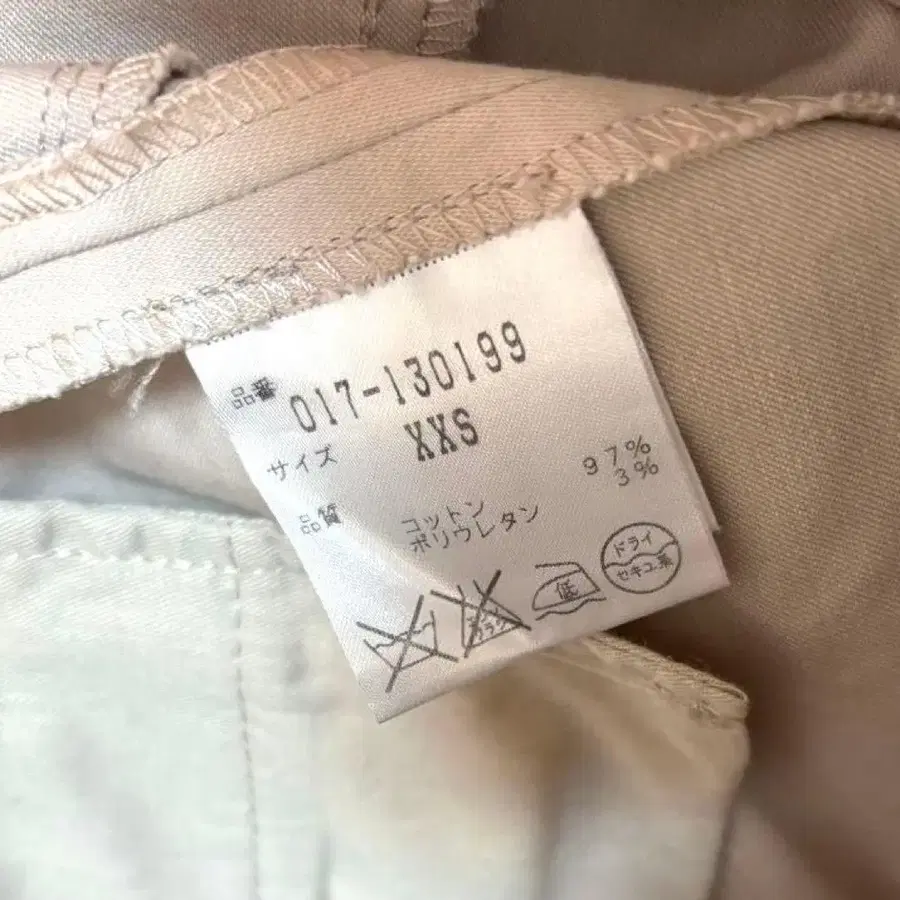 品番 017-130199
サイズ XXS
品質 コットン 97%
ポリウレタン 3%
低
ドライ
セキユ系